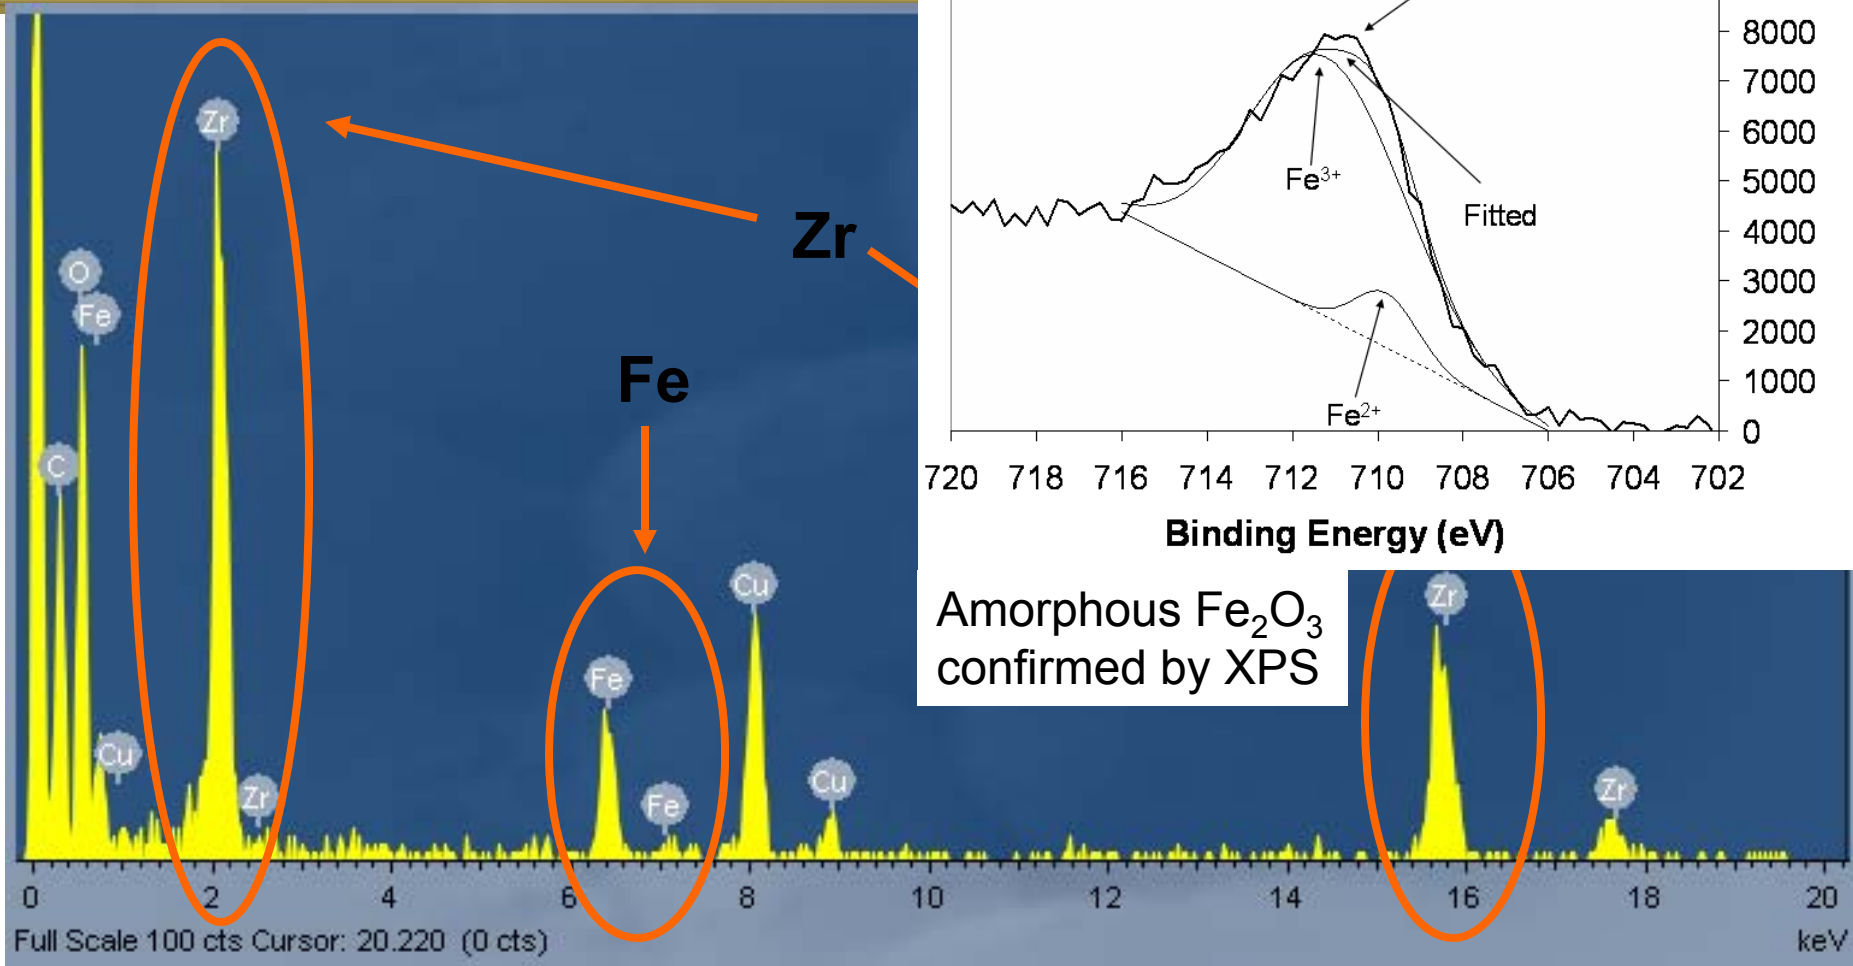 Zr
O
Fe
C
Cu
Zr
Zr
Fe
Fe
Fe
Cu
Cu
Zr
Zr
0 2 4 6 8 10 12 14 16 18 20
Full Scale 100 cts Cursor: 20.220 (0 cts) keV
8000
7000
6000
5000
4000
3000
2000
1000
0
Fe³⁺
Fitted
Fe²⁺
720 718 716 714 712 710 708 706 704 702
Binding Energy (eV)
Amorphous Fe₂O₃
confirmed by XPS